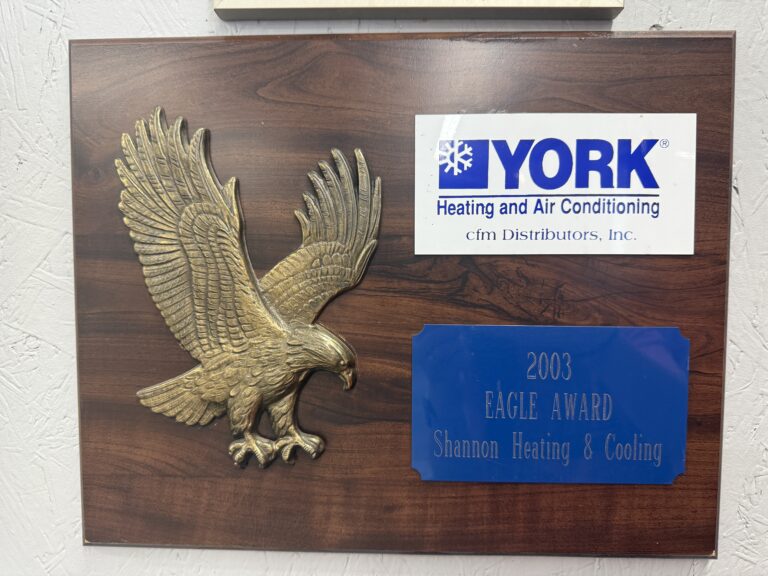 YORK®
Heating and Air Conditioning
cfm Distributors, Inc.
2003
EAGLE AWARD
Shannon Heating & Cooling